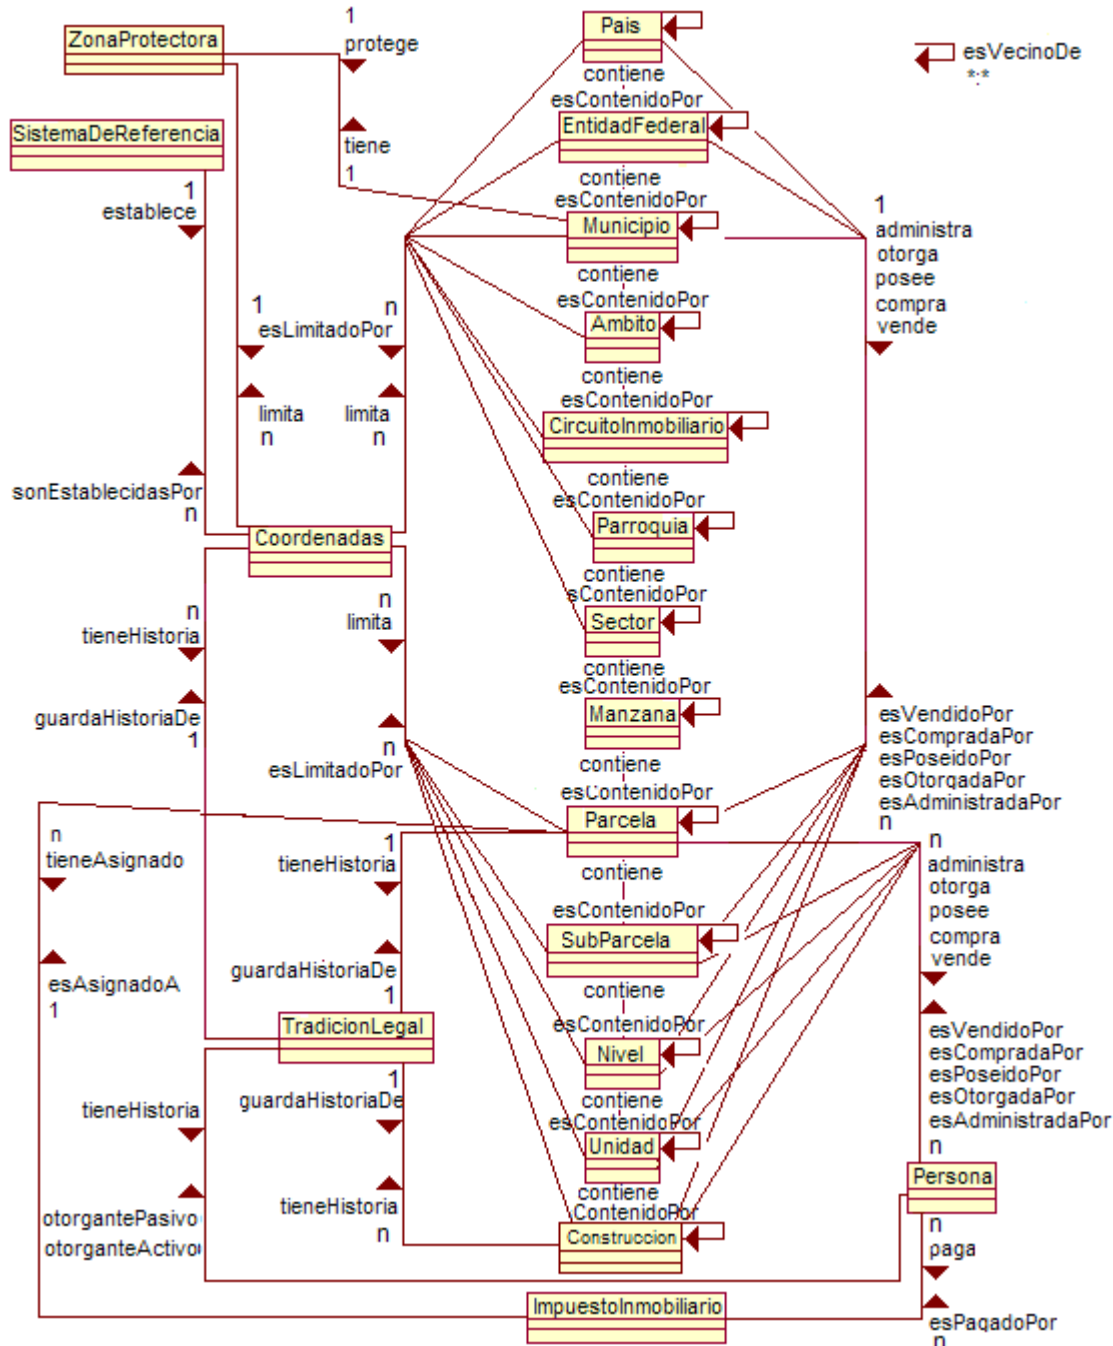 ZonaProtectora
1
protege
Pais
esVecinoDe
*:*
contiene
esContenidoPor
EntidadFederal
SistemaDeReferencia
tiene
1
contiene
esContenidoPor
Municipio
1
establece
1
administra
otorga
posee
compra
vende
contiene
esContenidoPor
Ambito
1
n
esLimitadoPor
contiene
esContenidoPor
CircuitoInmobiliario
limita
n
limita
n
contiene
esContenidoPor
Parroquia
sonEstablecidasPor
n
Coordenadas
contiene
esContenidoPor
Sector
n
tieneHistoria
n
limita
contiene
esContenidoPor
Manzana
guardaHistoriaDe
1
n
esLimitadoPor
esVendidoPor
esCompradaPor
esPoseidoPor
esOtorgadaPor
esAdministradaPor
n
contiene
esContenidoPor
Parcela
n
tieneAsignado
1
tieneHistoria
n
administra
otorga
posee
compra
vende
contiene
esContenidoPor
SubParcela
esAsignadoA
1
guardaHistoriaDe
1
TradicionLegal
contiene
esContenidoPor
Nivel
1
guardaHistoriaDe
esVendidoPor
esCompradaPor
esPoseidoPor
esOtorgadaPor
esAdministradaPor
n
tieneHistoria
contiene
esContenidoPor
Unidad
Persona
otorgantePasivo
otorganteActivo
tieneHistoria
n
contiene
ContenidoPor
Construccion
n
paga
ImpuestoInmobiliario
esPagadoPor
n